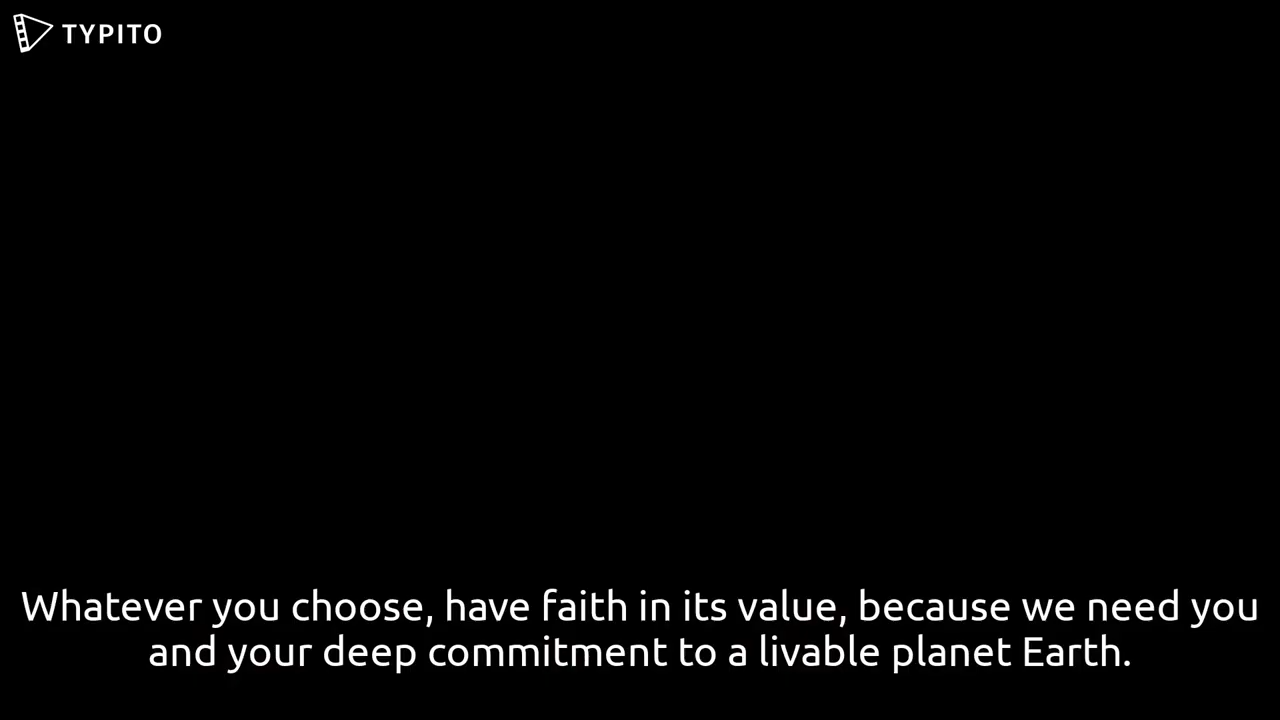 TYPITO
Whatever you choose, have faith in its value, because we need you
and your deep commitment to a livable planet Earth.